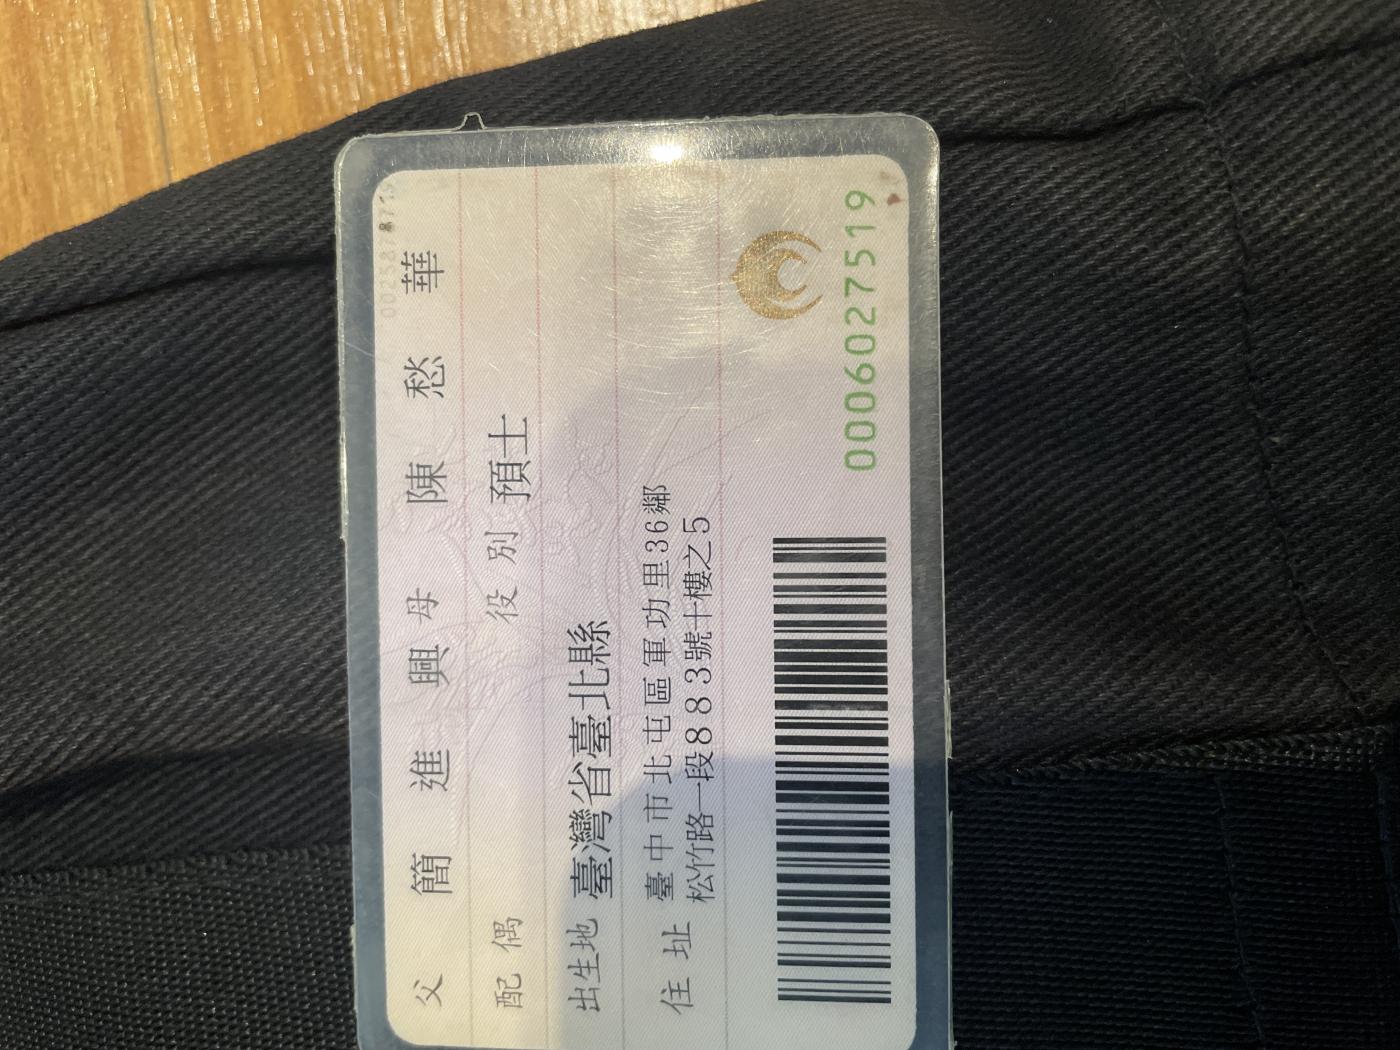 父 簡 進 興 母 陳 愁 華
配 偶 役 別 預士
出生地 臺灣省臺北縣
住 址 臺中市北屯區軍功里36鄰
松竹路一段883號十樓之5
0006027519